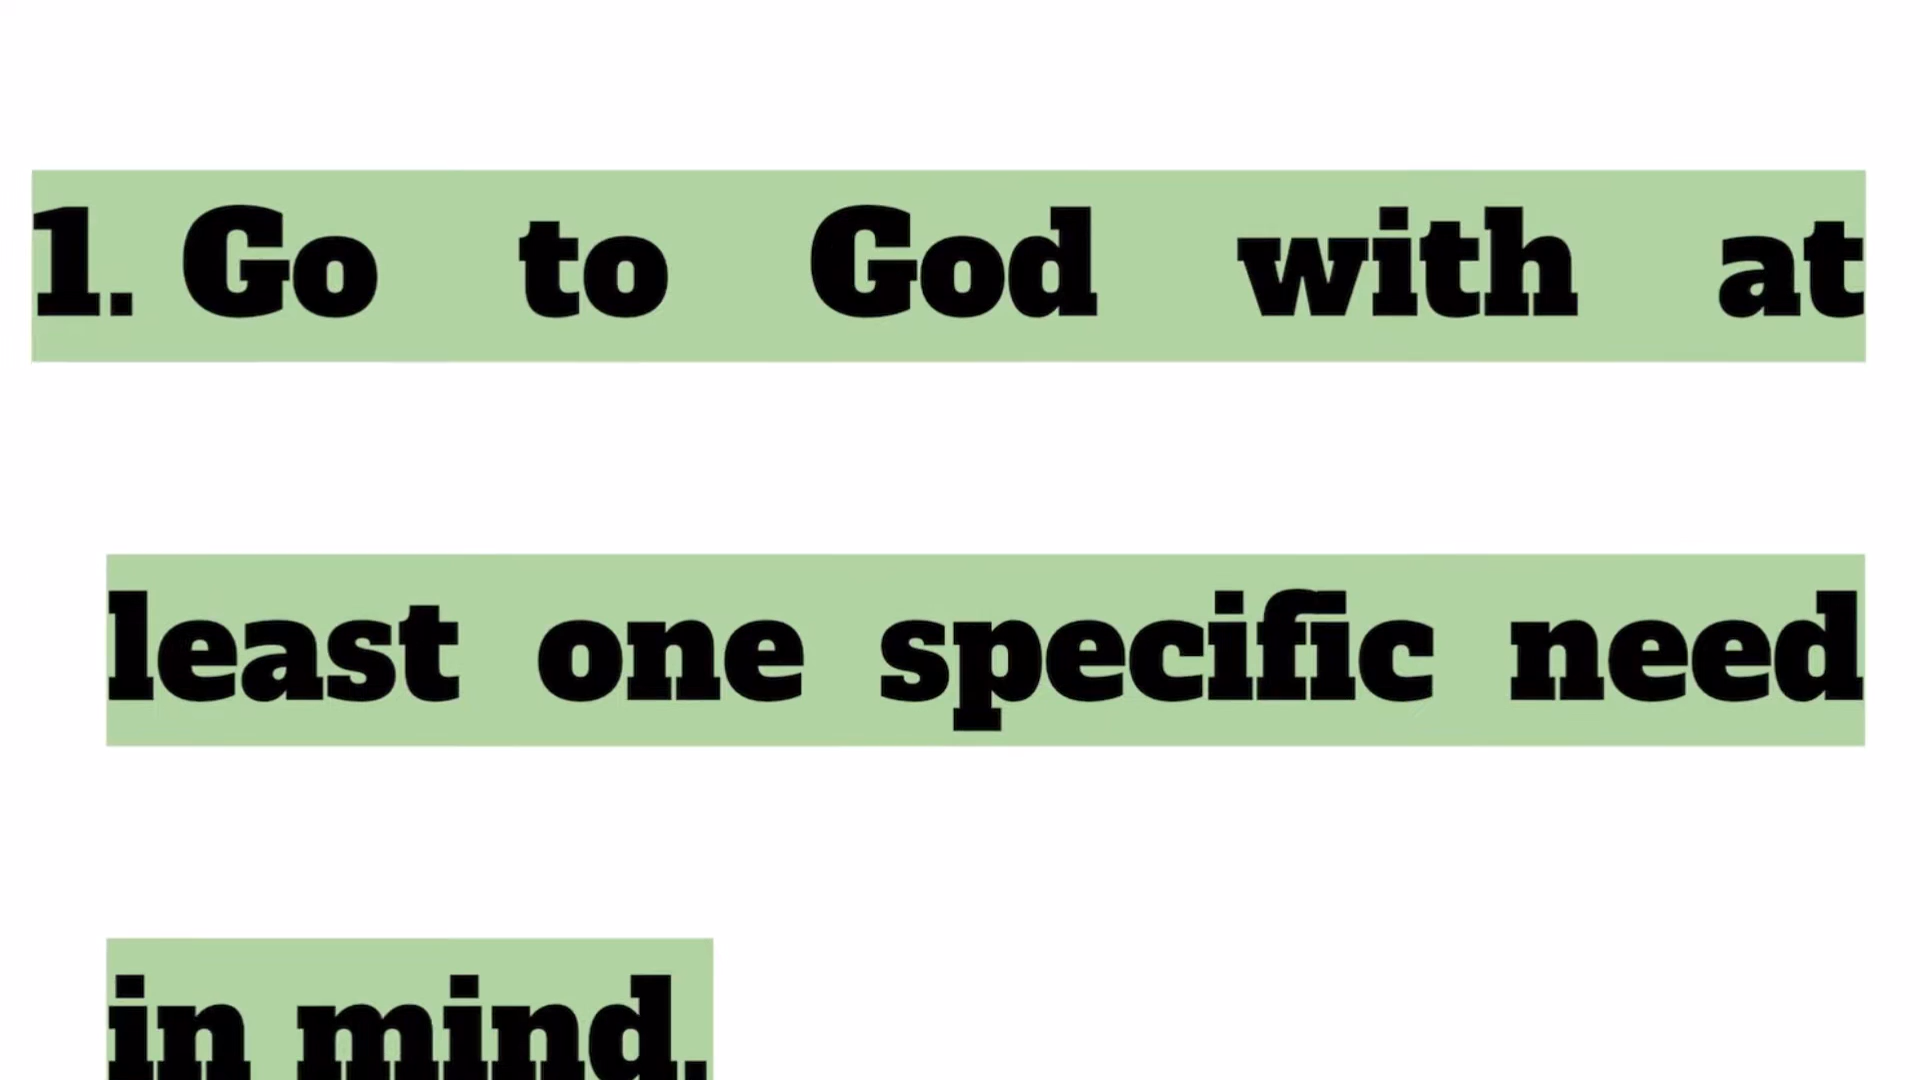 1. Go to God with at
least one specific need
in mind.